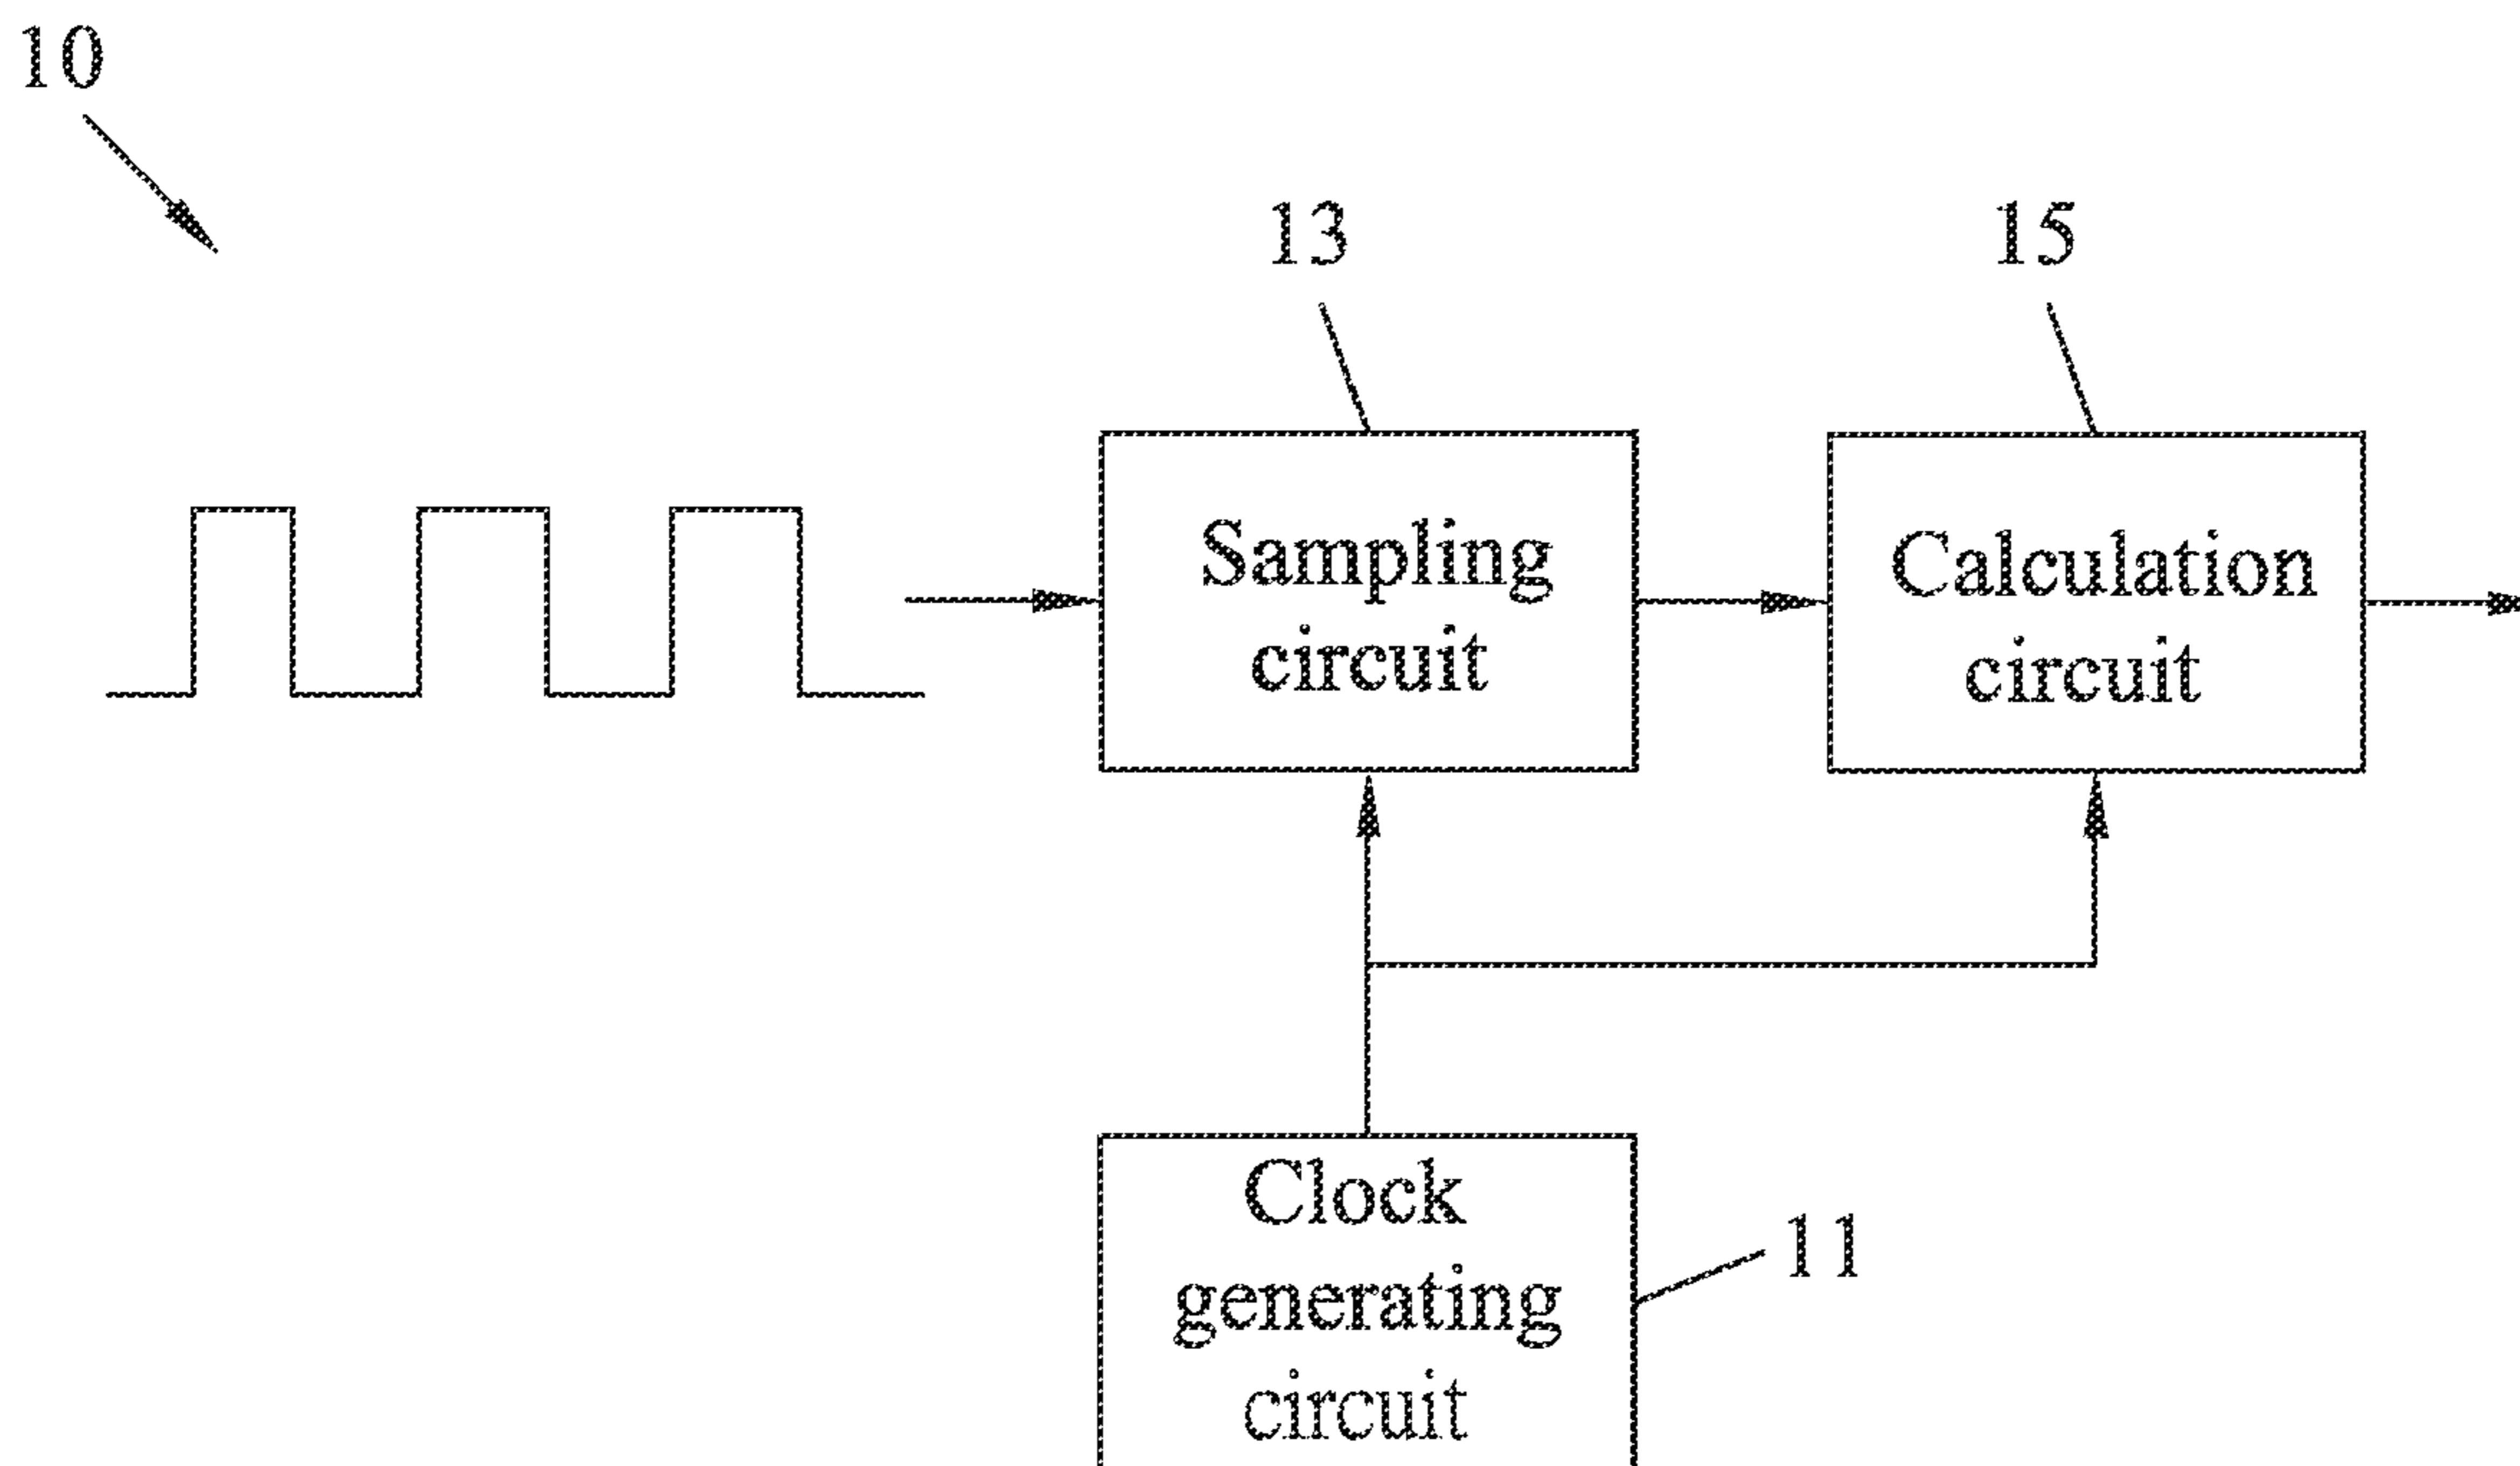 10
13
15
Sampling
circuit
Calculation
circuit
Clock
generating
circuit
11